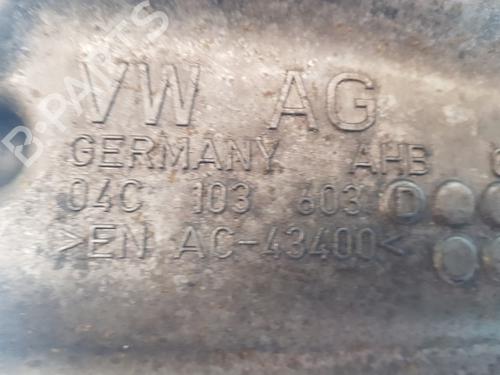 VW AG
GERMANY AHB
04C 103 603 D
>EN AC-43400<
B-PARTS